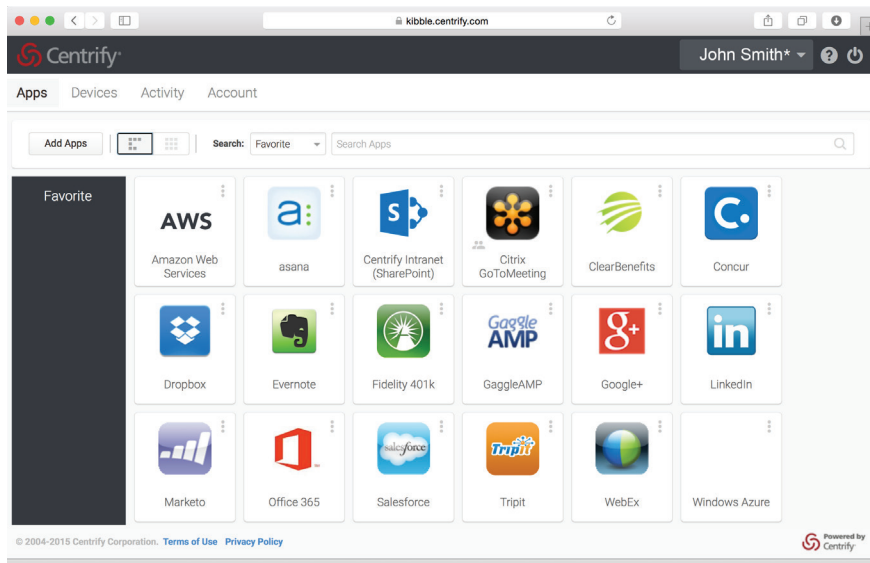 kibble.centrify.com
Centrify
John Smith*
Apps Devices Activity Account
Add Apps Search: Favorite Search Apps
Favorite
AWS
a:
S
C.
Amazon Web
Services
asana
Centrify Intranet
(SharePoint)
Citrix
GoToMeeting
ClearBenefits
Concur
Gaggle
AMP
g+
in
Dropbox
Evernote
Fidelity 401k
GaggleAMP
Google+
LinkedIn
salesforce
Tripit
Marketo
Office 365
Salesforce
Tripit
WebEx
Windows Azure
© 2004-2015 Centrify Corporation. Terms of Use Privacy Policy
Powered by
Centrify